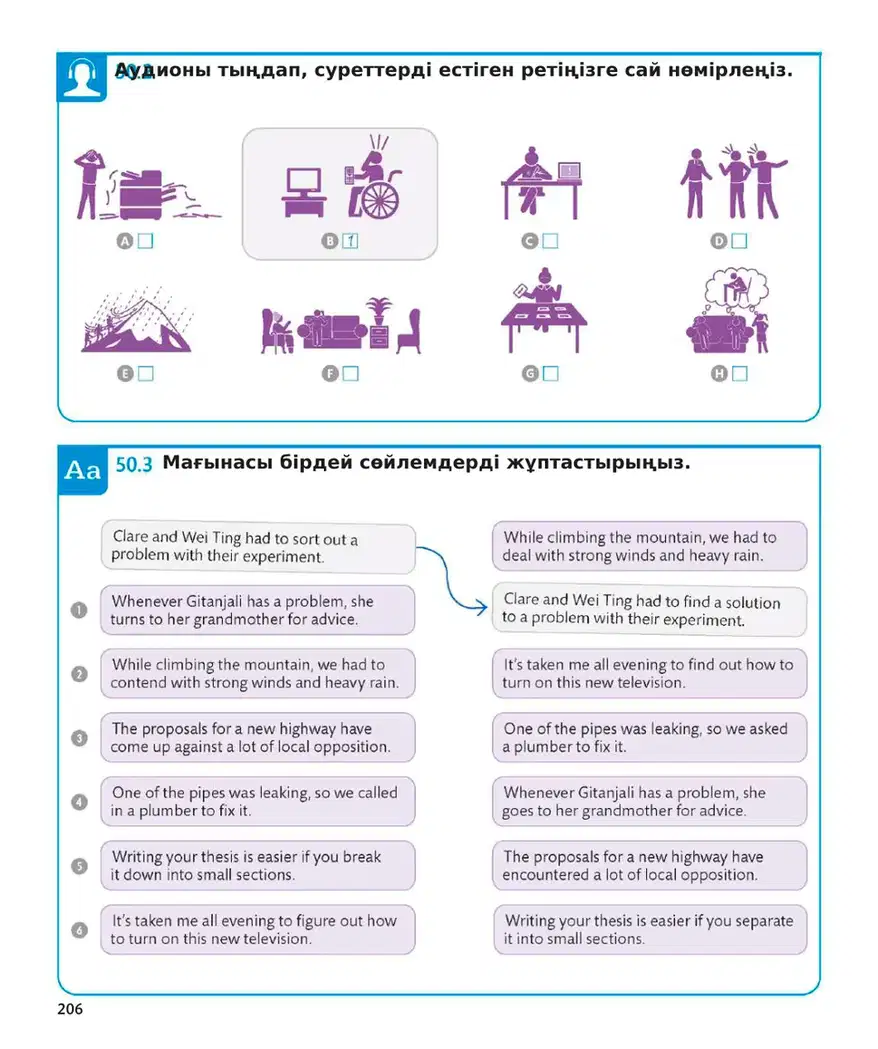 50.2 Аудионы тыңдап, суреттерді естіген ретіңізге сай нөмірлеңіз.
A
B 1
C
D
E
F
G
H
Aa 50.3 Мағынасы бірдей сөйлемдерді жұптастырыңыз.
Clare and Wei Ting had to sort out a
problem with their experiment.
1 Whenever Gitanjali has a problem, she
turns to her grandmother for advice.
2 While climbing the mountain, we had to
contend with strong winds and heavy rain.
3 The proposals for a new highway have
come up against a lot of local opposition.
4 One of the pipes was leaking, so we called
in a plumber to fix it.
5 Writing your thesis is easier if you break
it down into small sections.
6 It's taken me all evening to figure out how
to turn on this new television.
While climbing the mountain, we had to
deal with strong winds and heavy rain.
Clare and Wei Ting had to find a solution
to a problem with their experiment.
It's taken me all evening to find out how to
turn on this new television.
One of the pipes was leaking, so we asked
a plumber to fix it.
Whenever Gitanjali has a problem, she
goes to her grandmother for advice.
The proposals for a new highway have
encountered a lot of local opposition.
Writing your thesis is easier if you separate
it into small sections.
206